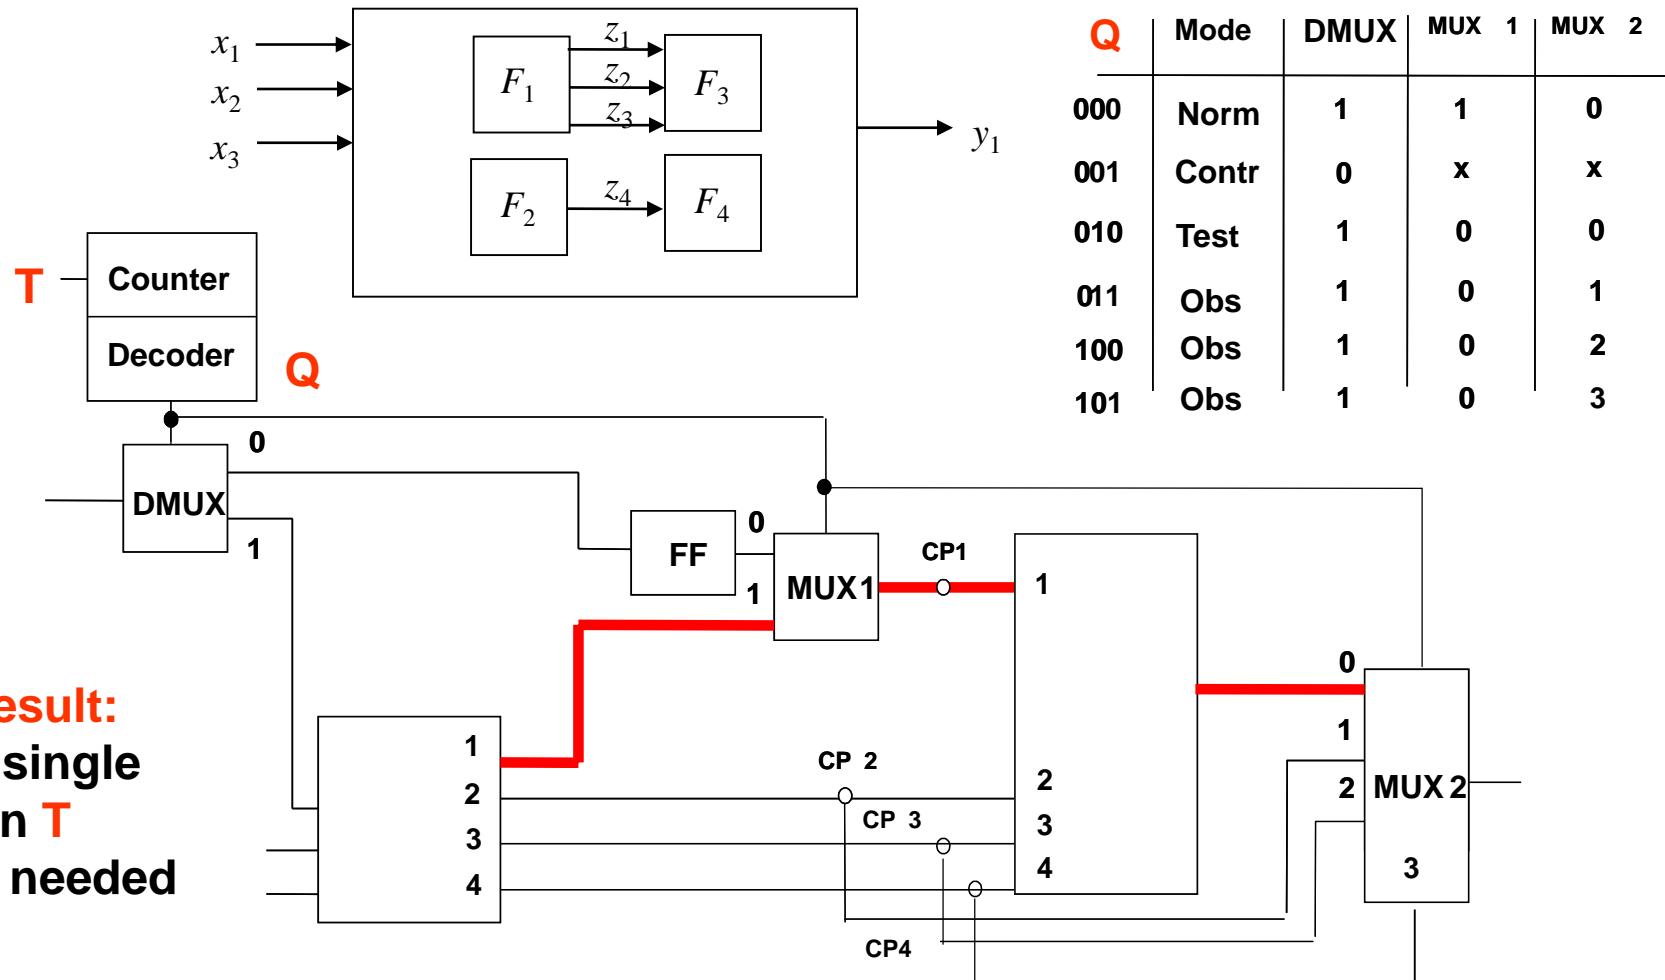 x1
x2
x3
F1
z1
z2
z3
F3
F2
z4
F4
y1
Q Mode DMUX MUX 1 MUX 2
000 Norm 1 1 0
001 Contr 0 x x
010 Test 1 0 0
011 Obs 1 0 1
100 Obs 1 0 2
101 Obs 1 0 3
T
Counter
Decoder
Q
DMUX
0
1
FF
0
1
MUX1
CP1
1
2
3
4
0
1
2
3
MUX 2
CP 2
CP 3
CP4
1
2
3
4
esult:
single
n T
needed